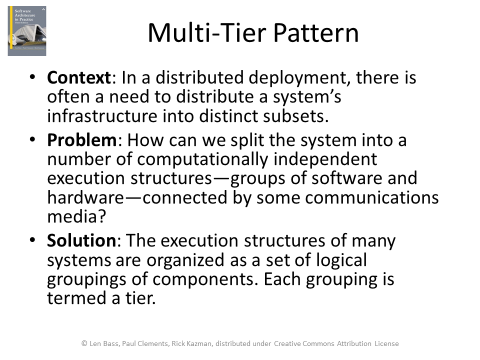 Software
Architecture
in Practice
Multi-Tier Pattern
• Context: In a distributed deployment, there is
often a need to distribute a system’s
infrastructure into distinct subsets.
• Problem: How can we split the system into a
number of computationally independent
execution structures—groups of software and
hardware—connected by some communications
media?
• Solution: The execution structures of many
systems are organized as a set of logical
groupings of components. Each grouping is
termed a tier.
© Len Bass, Paul Clements, Rick Kazman, distributed under Creative Commons Attribution License